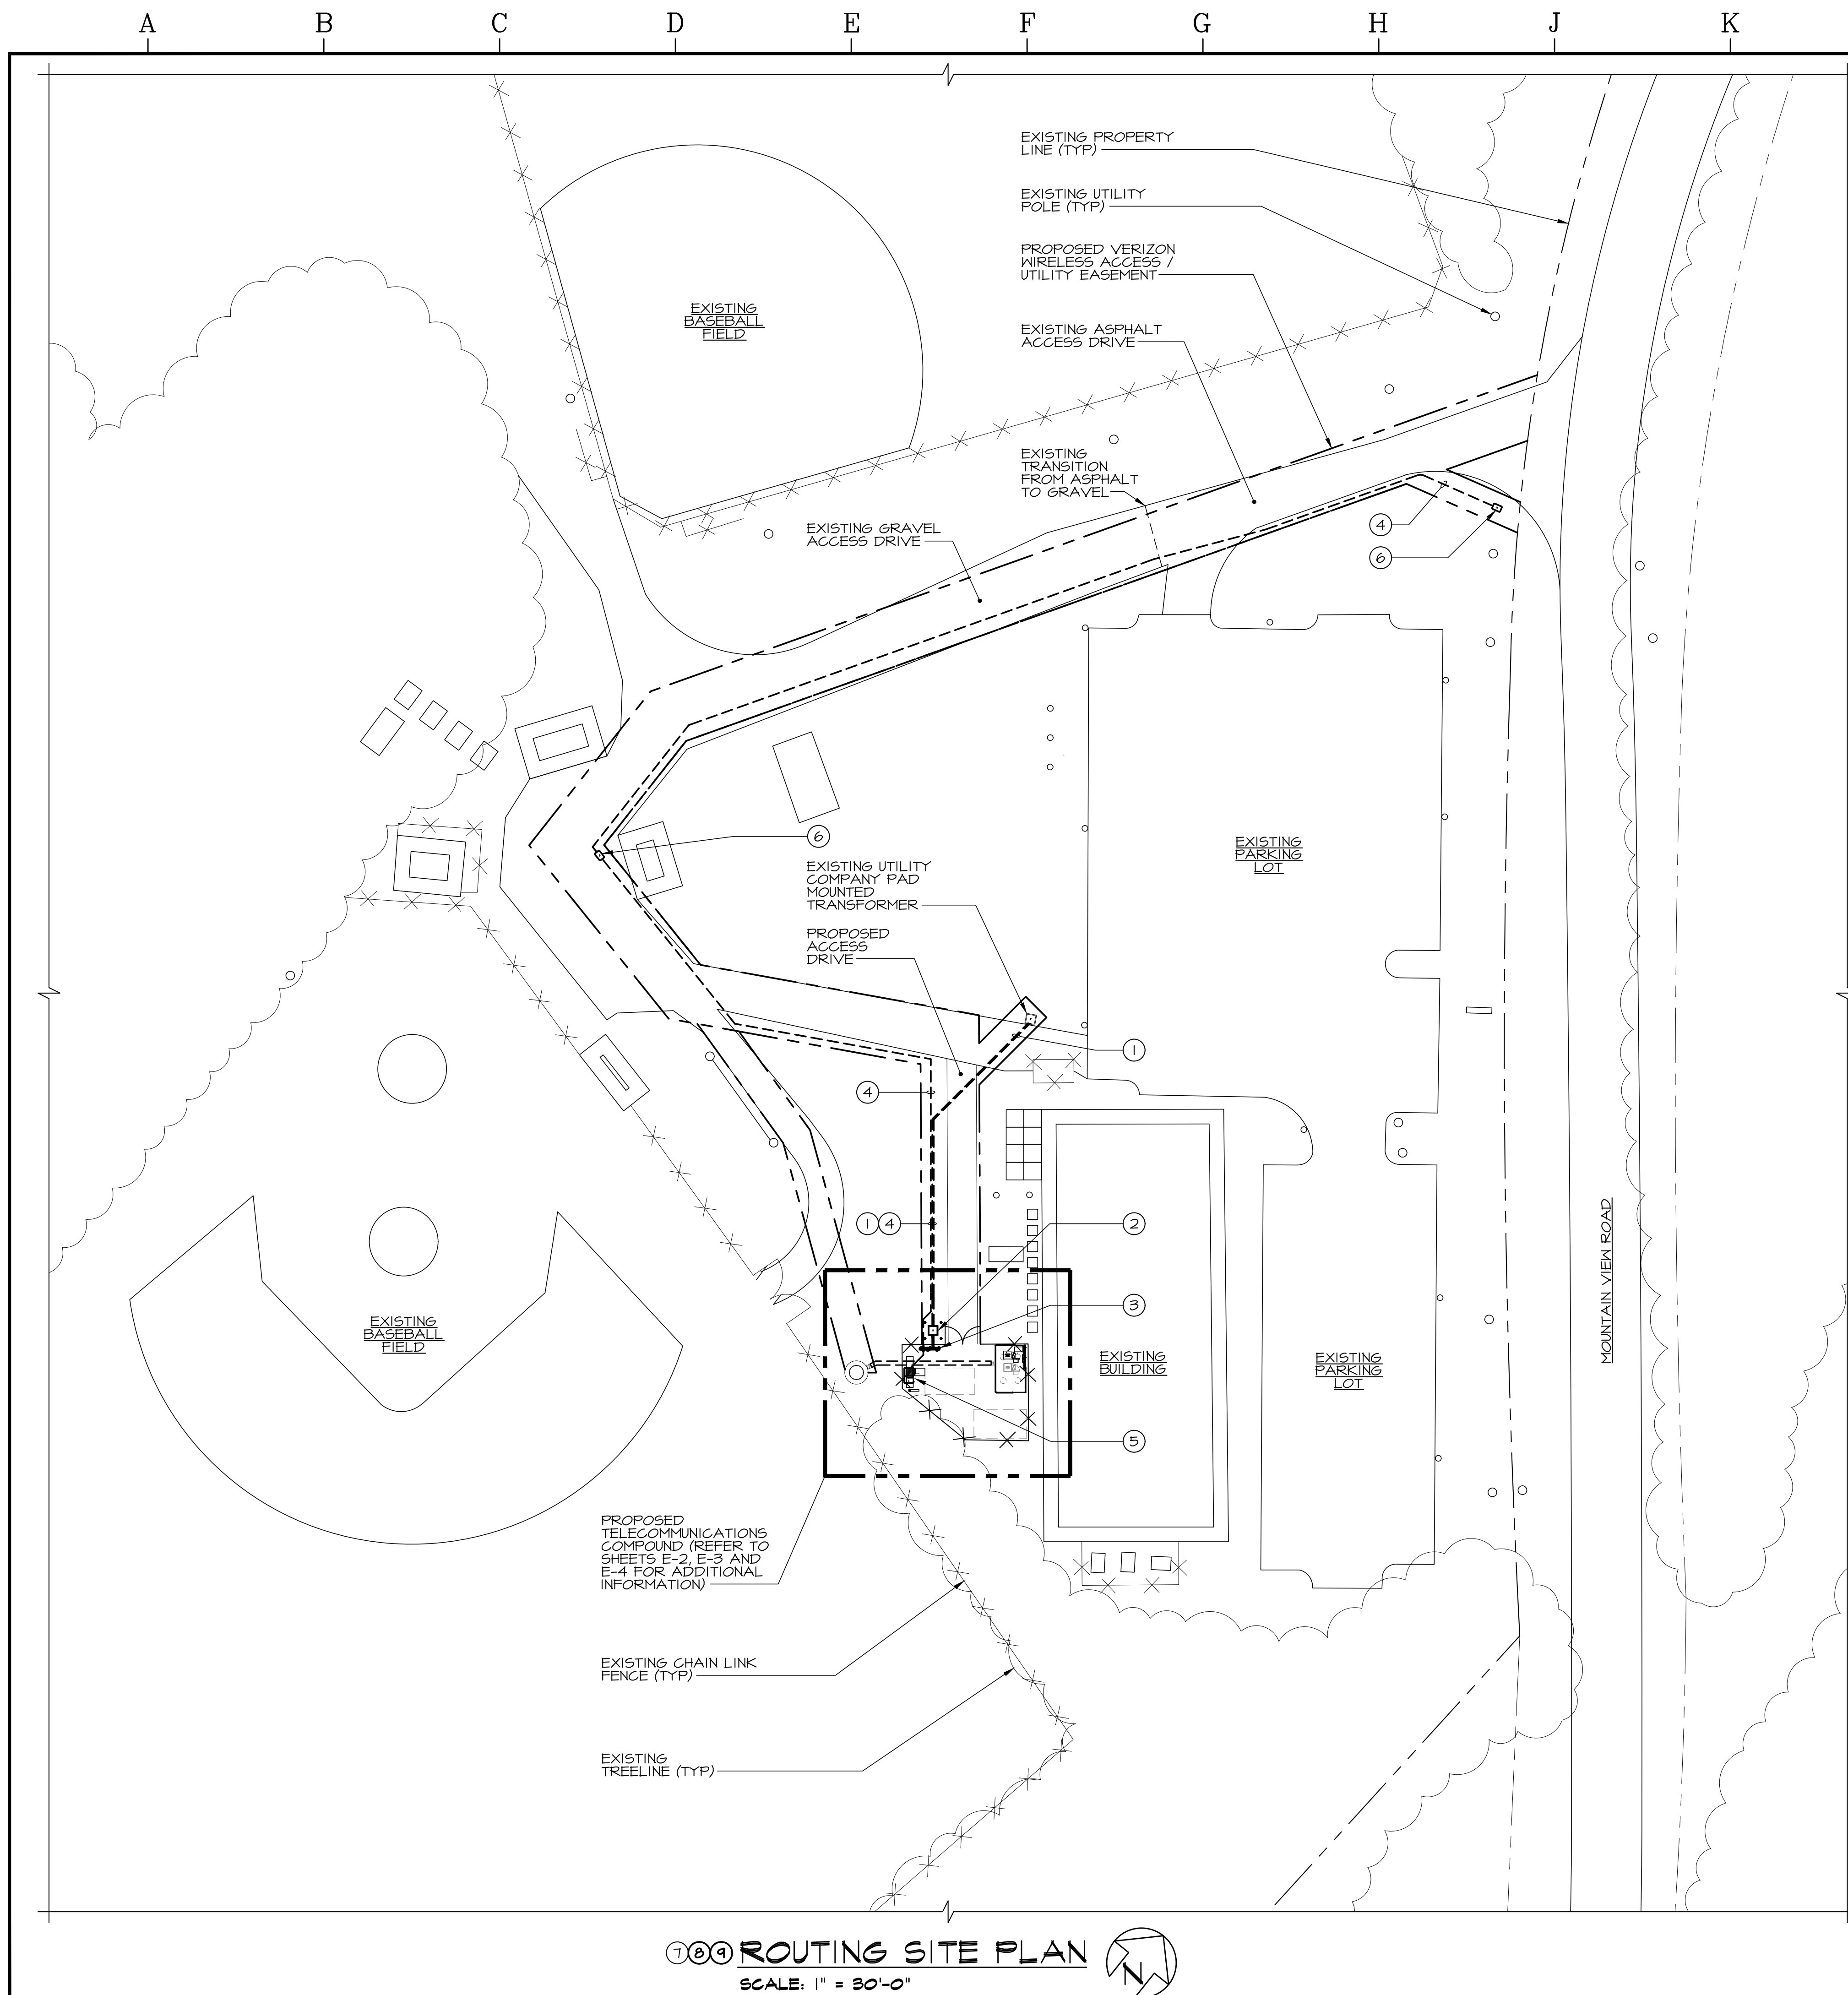 A B C D E F G H J K
EXISTING PROPERTY
LINE (TYP)
EXISTING UTILITY
POLE (TYP)
PROPOSED VERIZON
WIRELESS ACCESS /
UTILITY EASEMENT
EXISTING
BASEBALL
FIELD
EXISTING ASPHALT
ACCESS DRIVE
EXISTING
TRANSITION
FROM ASPHALT
TO GRAVEL
EXISTING GRAVEL
ACCESS DRIVE
4
6
6
EXISTING UTILITY
COMPANY PAD
MOUNTED
TRANSFORMER
EXISTING
PARKING
LOT
PROPOSED
ACCESS
DRIVE
1
4
1 4
2
3
MOUNTAIN VIEW ROAD
EXISTING
BASEBALL
FIELD
EXISTING
BUILDING
EXISTING
PARKING
LOT
5
PROPOSED
TELECOMMUNICATIONS
COMPOUND (REFER TO
SHEETS E-2, E-3 AND
E-4 FOR ADDITIONAL
INFORMATION)
EXISTING CHAIN LINK
FENCE (TYP)
EXISTING
TREELINE (TYP)
7 8 9 ROUTING SITE PLAN
N
SCALE: 1" = 30'-0"